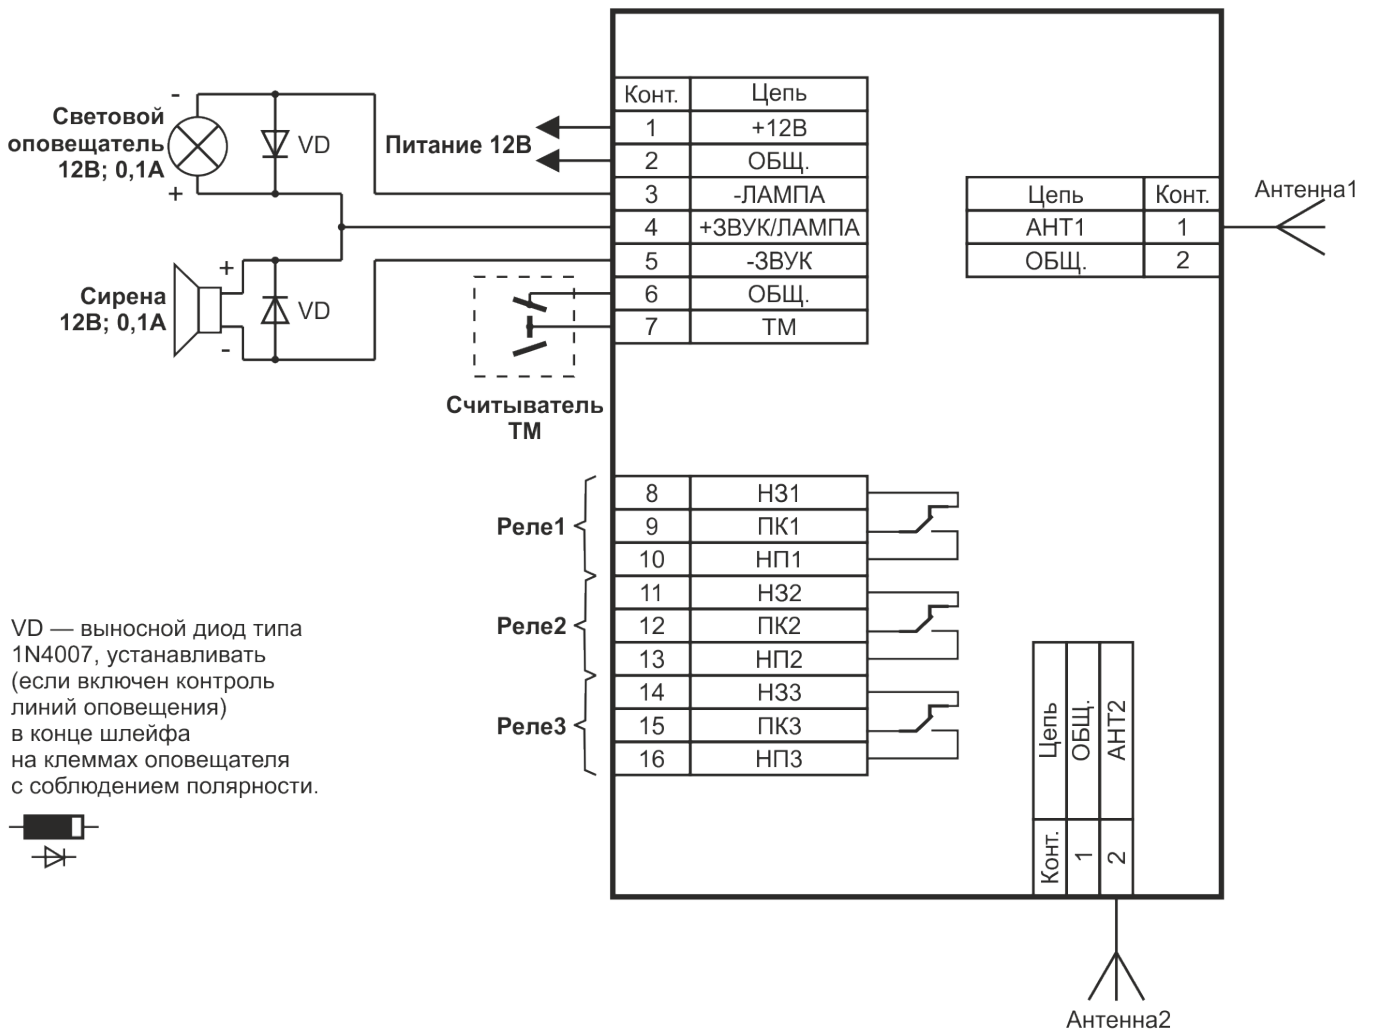 Световой
оповещатель
12В; 0,1А
-
+
VD
Питание 12В
Конт. Цепь
1 +12В
2 ОБЩ.
3 -ЛАМПА
4 +ЗВУК/ЛАМПА
5 -ЗВУК
6 ОБЩ.
7 ТМ
Сирена
12В; 0,1А
+
-
VD
Считыватель
ТМ
Цепь Конт.
АНТ1 1
ОБЩ. 2
Антенна1
Реле1
8 НЗ1
9 ПК1
10 НП1
Реле2
11 НЗ2
12 ПК2
13 НП2
Реле3
14 НЗ3
15 ПК3
16 НП3
VD — выносной диод типа
1N4007, устанавливать
(если включен контроль
линий оповещения)
в конце шлейфа
на клеммах оповещателя
с соблюдением полярности.
Конт. Цепь
1 ОБЩ.
2 АНТ2
Антенна2